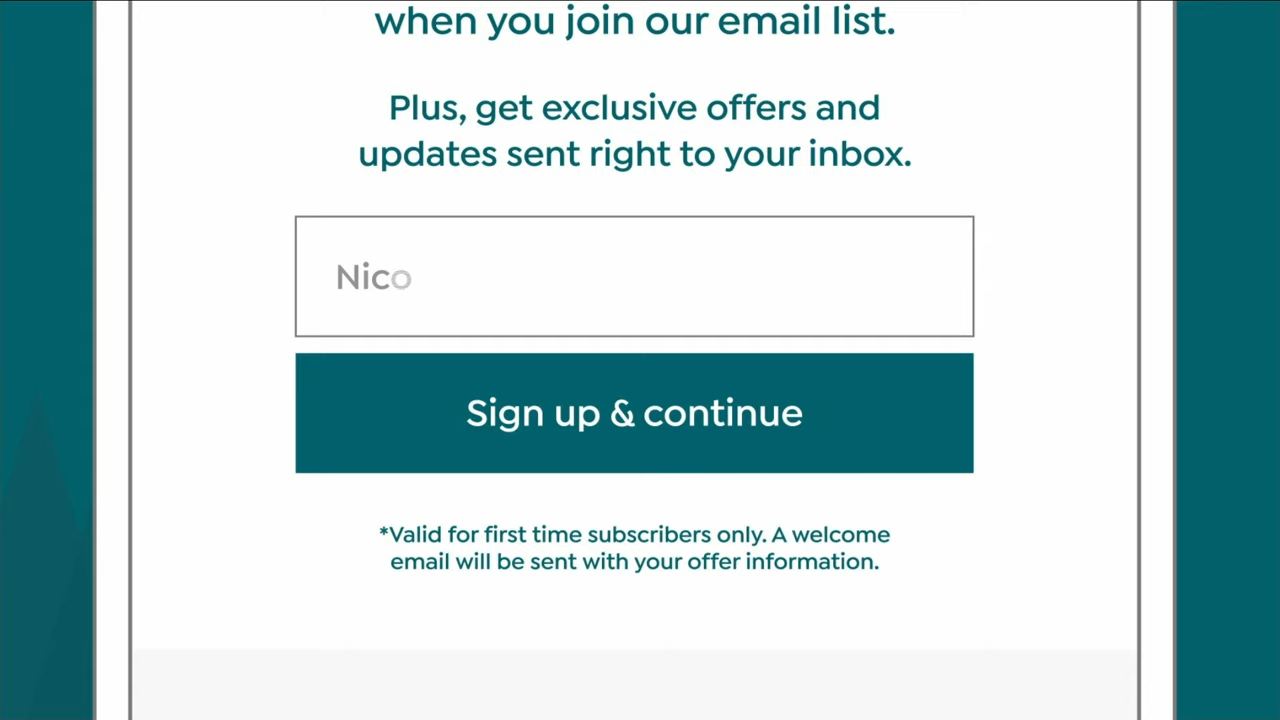 when you join our email list.
Plus, get exclusive offers and
updates sent right to your inbox.
Nico
Sign up & continue
*Valid for first time subscribers only. A welcome
email will be sent with your offer information.